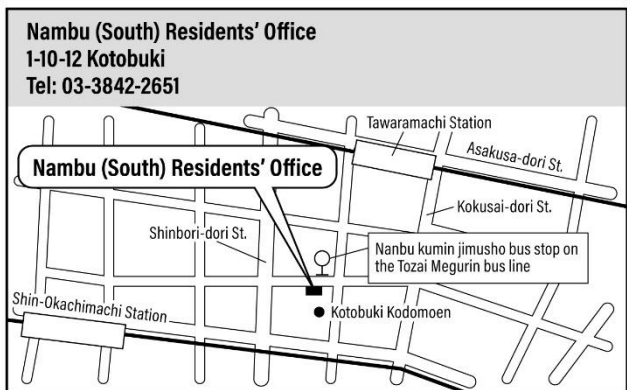 Nambu (South) Residents' Office
1-10-12 Kotobuki
Tel: 03-3842-2651
Tawaramachi Station
Asakusa-dori St.
Nambu (South) Residents' Office
Kokusai-dori St.
Shinbori-dori St.
Nanbu kumin jimusho bus stop on
the Tozai Megurin bus line
Shin-Okachimachi Station
Kotobuki Kodomoen